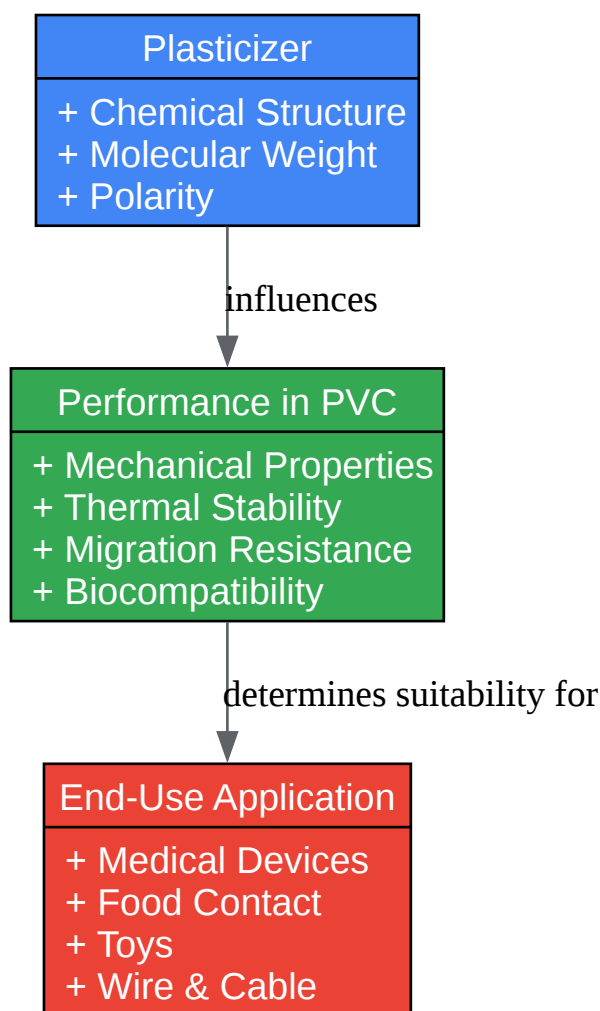 Plasticizer
+ Chemical Structure
+ Molecular Weight
+ Polarity
influences
Performance in PVC
+ Mechanical Properties
+ Thermal Stability
+ Migration Resistance
+ Biocompatibility
determines suitability for
End-Use Application
+ Medical Devices
+ Food Contact
+ Toys
+ Wire & Cable